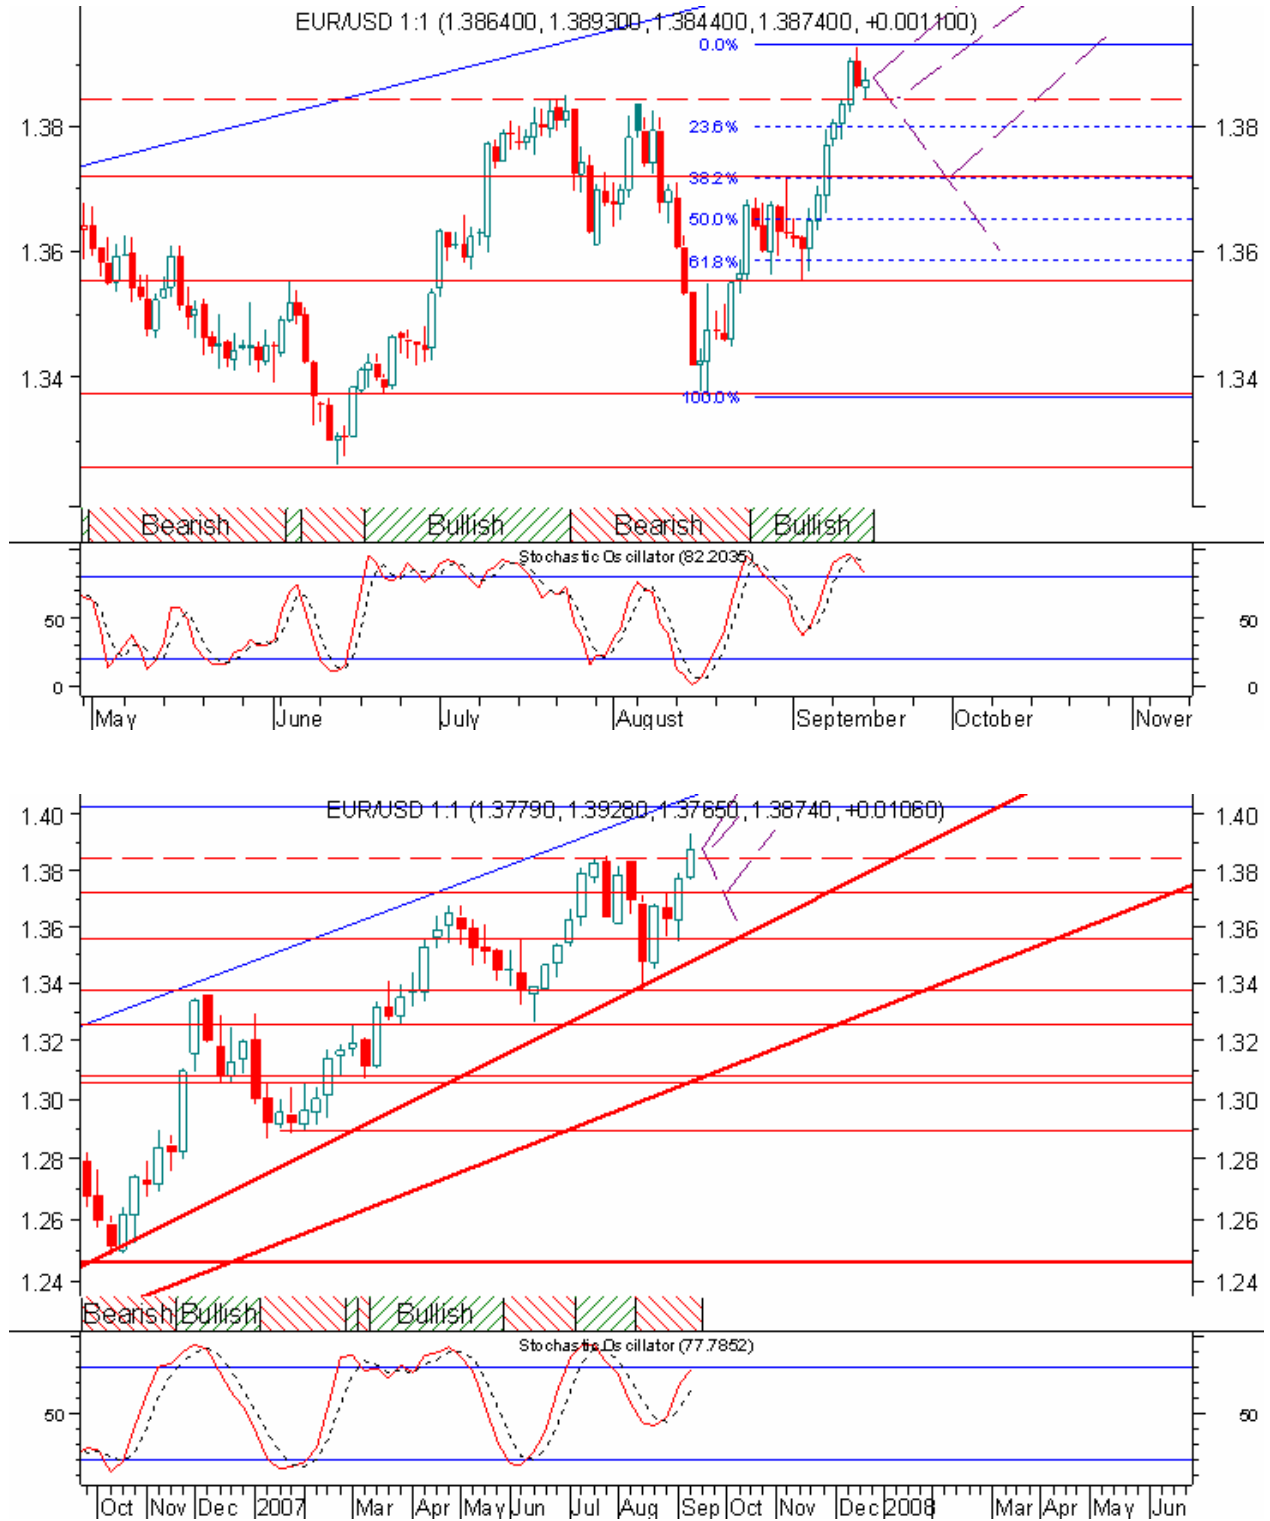 EUR/USD 1:1 (1.386400, 1.389300, 1.384400, 1.387400, +0.001100)
0.0%
1.38 23.6% 1.38
38.2%
50.0%
1.36 61.8% 1.36
1.34 1.34
100.0%
Bearish Bullish Bearish Bullish
Stochastic Oscillator (82.2035)
50 50
0 0
May June July August September October Nover
EUR/USD 1:1 (1.37790, 1.39280, 1.37650, 1.38740, +0.01060)
1.40 1.40
1.38 1.38
1.36 1.36
1.34 1.34
1.32 1.32
1.30 1.30
1.28 1.28
1.26 1.26
1.24 1.24
Bearish Bullish Bullish
Stochastic Oscillator (77.7852)
50 50
Oct Nov Dec 2007 Mar Apr May Jun Jul Aug Sep Oct Nov Dec 2008 Mar Apr May Jun